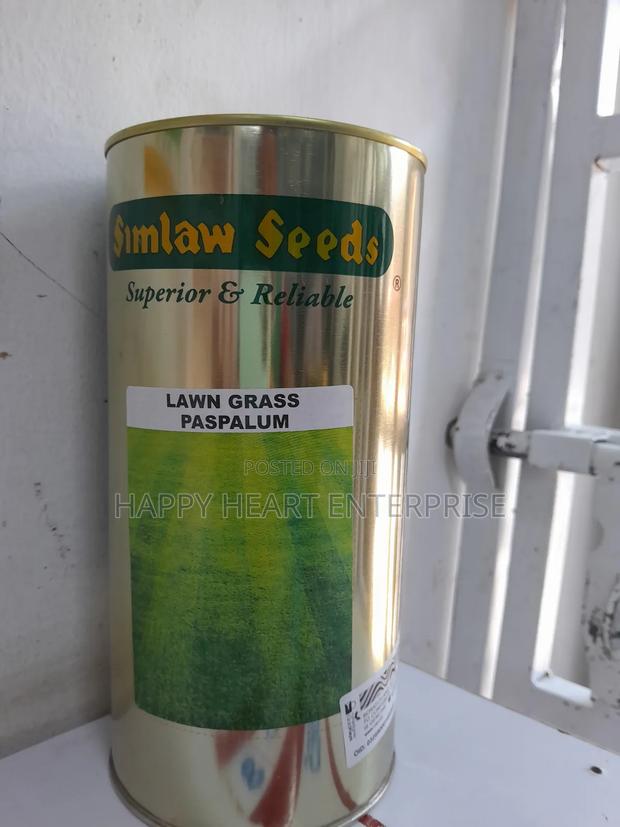 Simlaw Seeds
®
Superior & Reliable
LAWN GRASS
PASPALUM
POSTED ON JIJI
HAPPY HEART ENTERPRISE